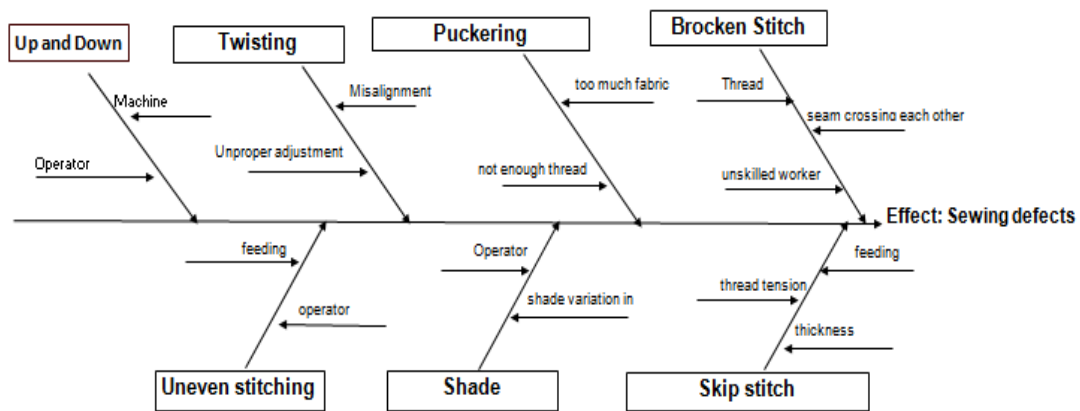 Up and Down
Twisting
Puckering
Brocken Stitch
Machine
Operator
Misalignment
Unproper adjustment
too much fabric
not enough thread
Thread
seam crossing each other
unskilled worker
Effect: Sewing defects
feeding
operator
Operator
shade variation in
feeding
thread tension
thickness
Uneven stitching
Shade
Skip stitch